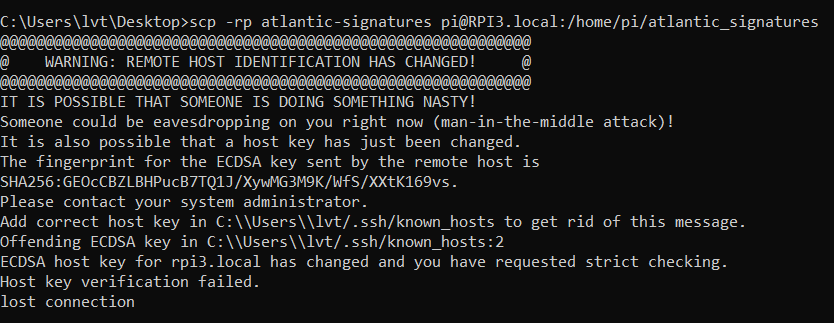 C:\Users\lvt\Desktop>scp -rp atlantic-signatures pi@RPI3.local:/home/pi/atlantic_signatures
@@@@@@@@@@@@@@@@@@@@@@@@@@@@@@@@@@@@@@@@@@@@@@@@@@@@@@@@@@@
@    WARNING: REMOTE HOST IDENTIFICATION HAS CHANGED!     @
@@@@@@@@@@@@@@@@@@@@@@@@@@@@@@@@@@@@@@@@@@@@@@@@@@@@@@@@@@@
IT IS POSSIBLE THAT SOMEONE IS DOING SOMETHING NASTY!
Someone could be eavesdropping on you right now (man-in-the-middle attack)!
It is also possible that a host key has just been changed.
The fingerprint for the ECDSA key sent by the remote host is
SHA256:GEOcCBZLBHPucB7TQ1J/XywMG3M9K/WfS/XXtK169vs.
Please contact your system administrator.
Add correct host key in C:\\Users\\lvt/.ssh/known_hosts to get rid of this message.
Offending ECDSA key in C:\\Users\\lvt/.ssh/known_hosts:2
ECDSA host key for rpi3.local has changed and you have requested strict checking.
Host key verification failed.
lost connection